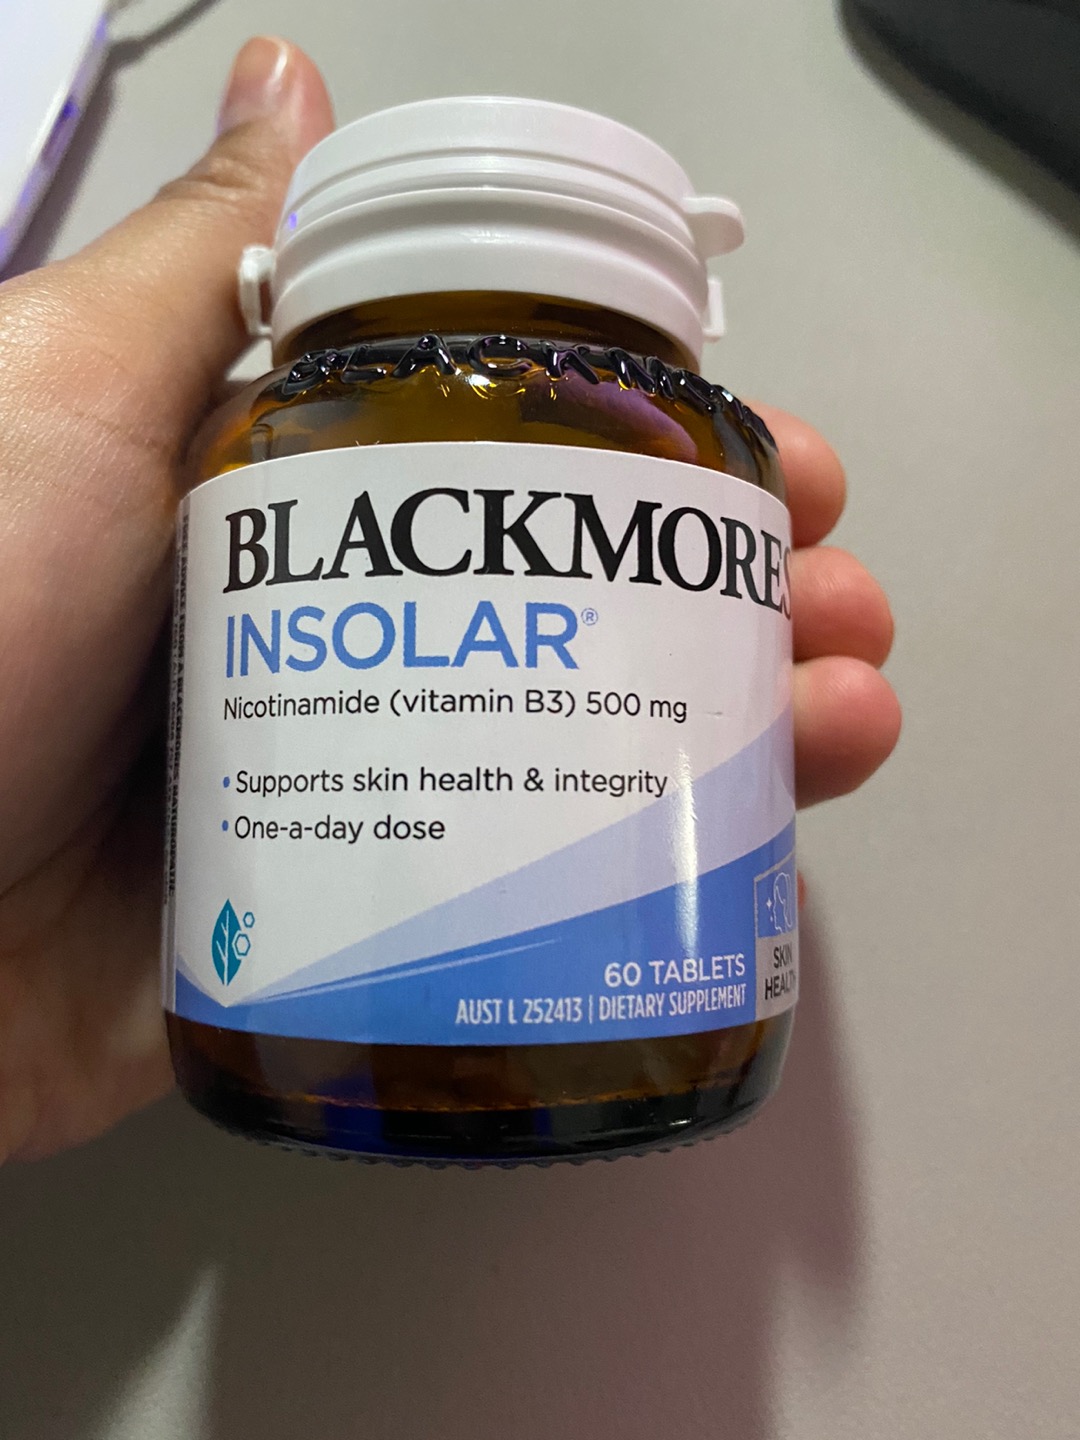 BLACKMO
BLACKMORES
INSOLAR®
Nicotinamide (vitamin B3) 500 mg
• Supports skin health & integrity
• One-a-day dose
60 TABLETS
AUST L 252413 | DIETARY SUPPLEMENT
SKIN
HEALTH